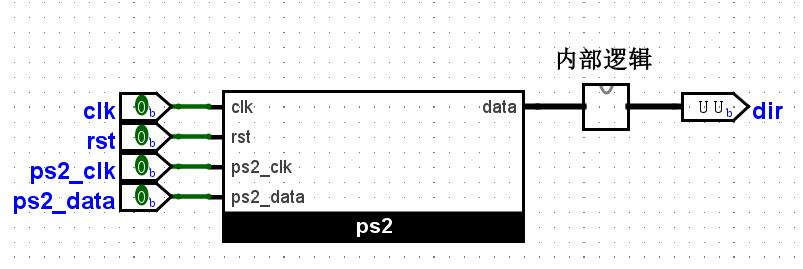 内部逻辑
clk 0b clk data UUb dir
rst 0b rst
ps2_clk 0b ps2_clk
ps2_data 0b ps2_data
ps2